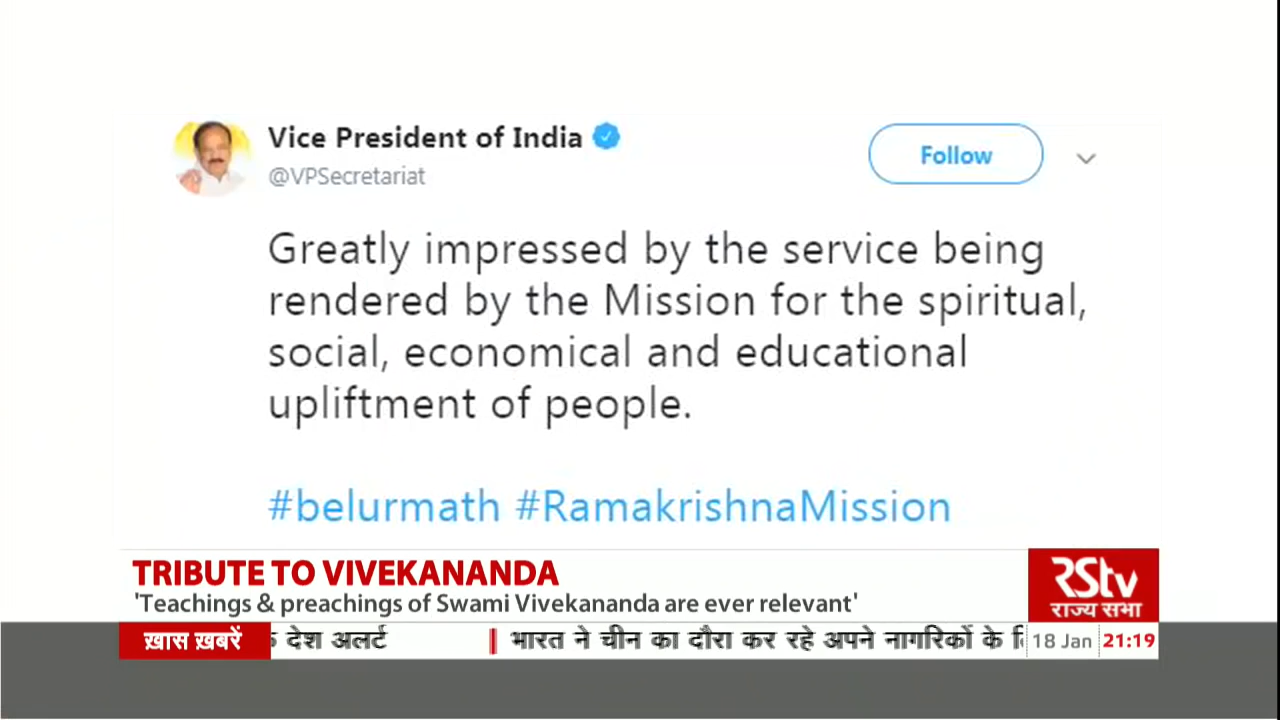 Vice President of India
@VPSecretariat
Follow
Greatly impressed by the service being
rendered by the Mission for the spiritual,
social, economical and educational
upliftment of people.
#belurmath #RamakrishnaMission
TRIBUTE TO VIVEKANANDA
'Teachings & preachings of Swami Vivekananda are ever relevant'
RStv
राज्य सभा
ख़ास ख़बरें देश अलर्ट | भारत ने चीन का दौरा कर रहे अपने नागरिकों के 18 Jan 21:19